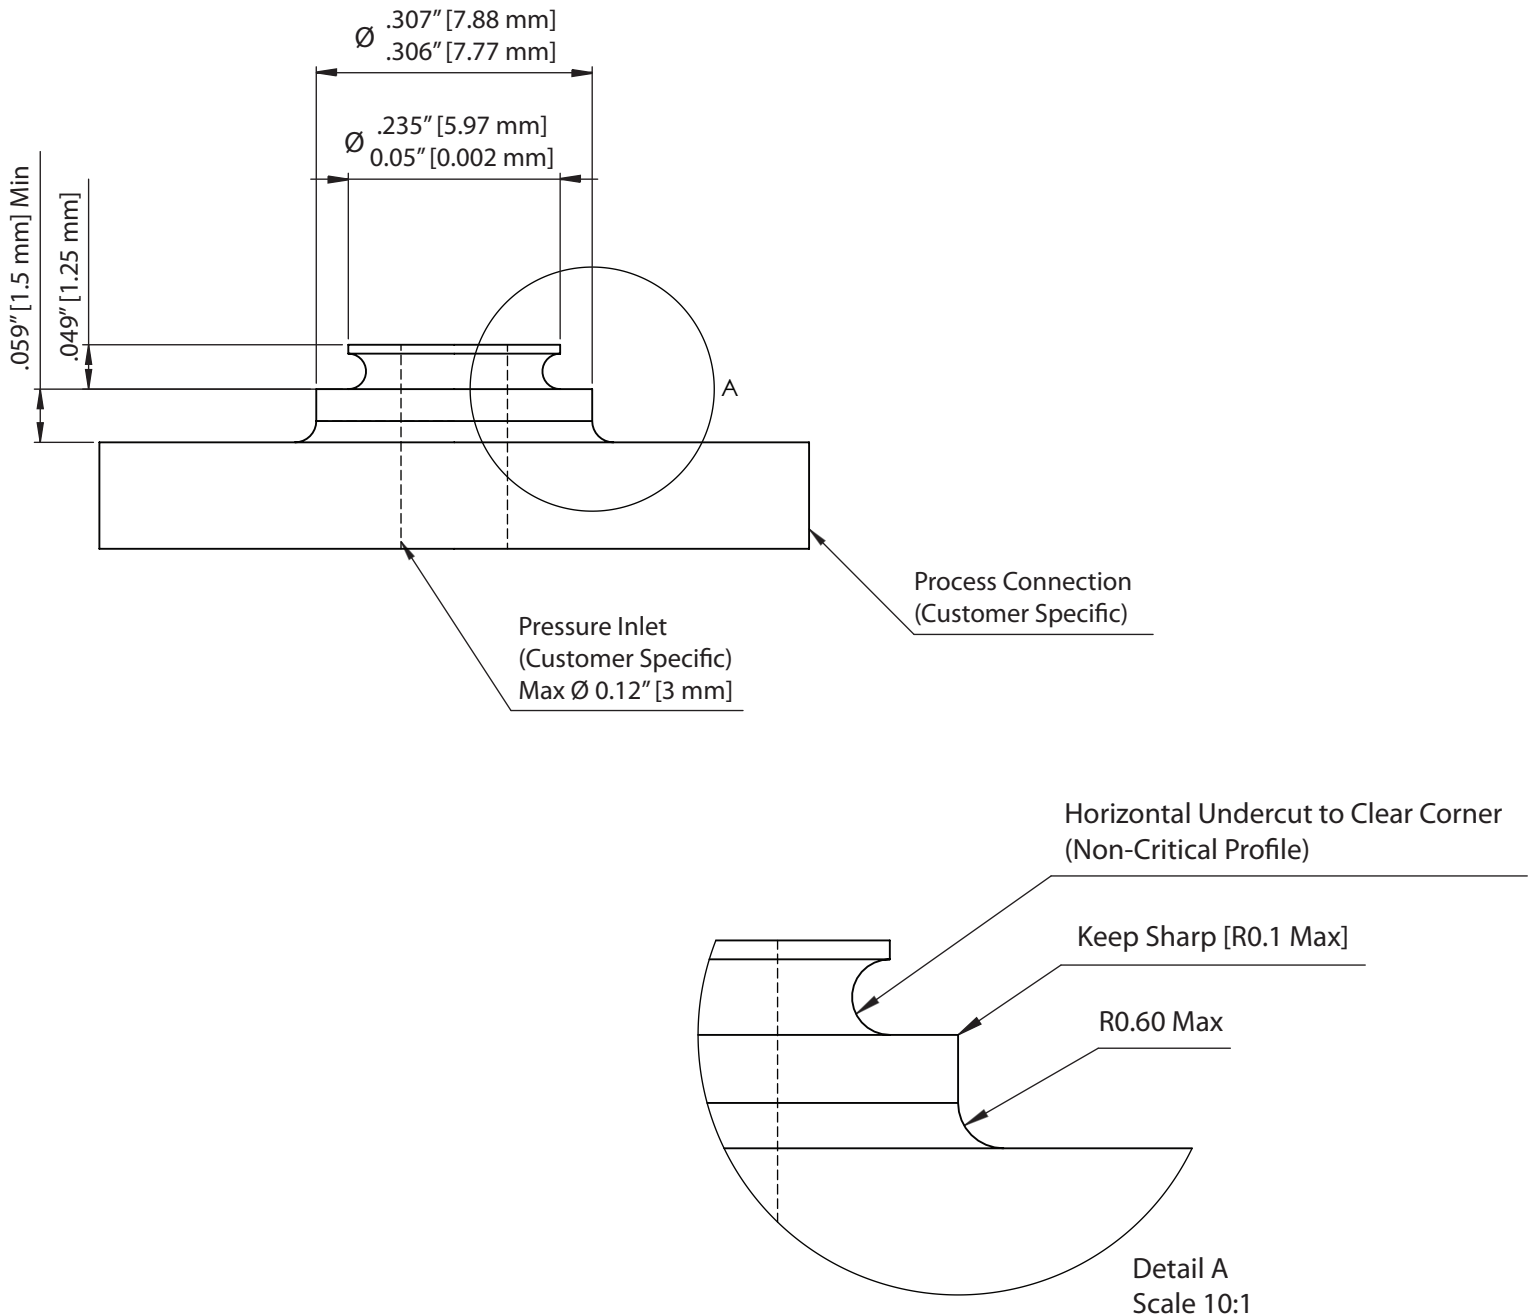 Ø
.307" [7.88 mm]
.306" [7.77 mm]
Ø
.235" [5.97 mm]
0.05" [0.002 mm]
.059" [1.5 mm] Min
.049" [1.25 mm]
A
Process Connection
(Customer Specific)
Pressure Inlet
(Customer Specific)
Max Ø 0.12" [3 mm]
Horizontal Undercut to Clear Corner
(Non-Critical Profile)
Keep Sharp [R0.1 Max]
R0.60 Max
Detail A
Scale 10:1